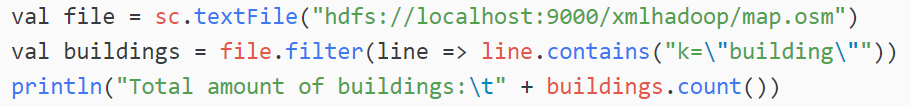 val file = sc.textFile("hdfs://localhost:9000/xmlhadoop/map.osm")
val buildings = file.filter(line => line.contains("k=\"building\""))
println("Total amount of buildings:\t" + buildings.count())